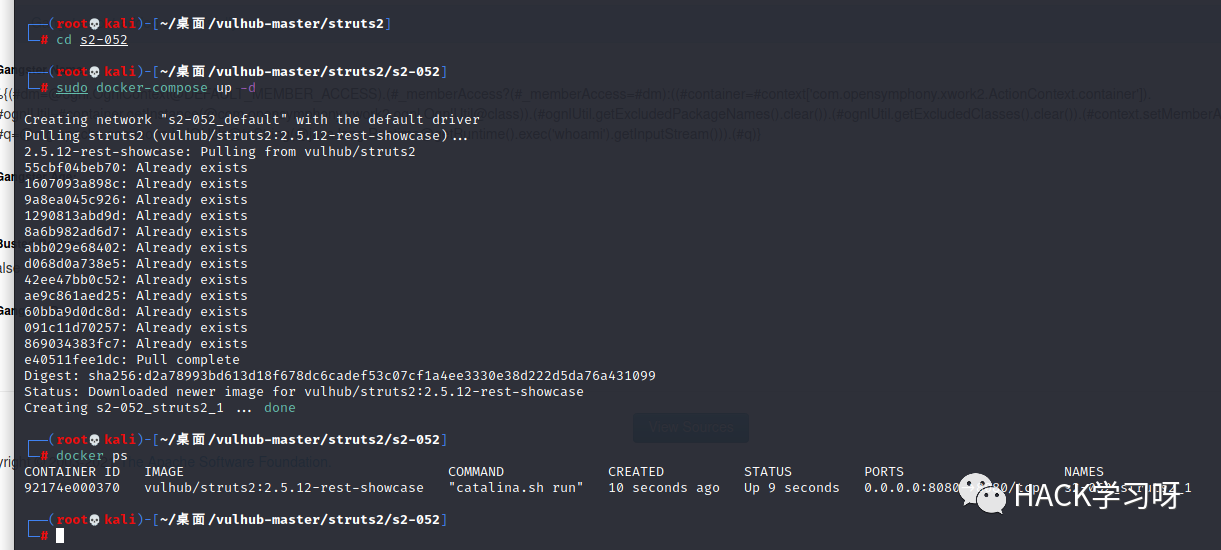 ┌──(root💀kali)-[~/桌面/vulhub-master/struts2]
└─# cd s2-052
┌──(root💀kali)-[~/桌面/vulhub-master/struts2/s2-052]
└─# sudo docker-compose up -d
Creating network "s2-052_default" with the default driver
Pulling struts2 (vulhub/struts2:2.5.12-rest-showcase)...
2.5.12-rest-showcase: Pulling from vulhub/struts2
55cbf04beb70: Already exists
1607093a898c: Already exists
9a8ea045c926: Already exists
1290813abd9d: Already exists
8a6b982ad6d7: Already exists
abb029e68402: Already exists
d068d0a738e5: Already exists
42ee47bb0c52: Already exists
ae9c861aed25: Already exists
60bba9d0dc8d: Already exists
091c11d70257: Already exists
869034383fc7: Already exists
e40511fee1dc: Pull complete
Digest: sha256:d2a78993bd613d18f678dc6cadef53c07cf1a4ee3330e38d222d5da76a431099
Status: Downloaded newer image for vulhub/struts2:2.5.12-rest-showcase
Creating s2-052_struts2_1 ... done
View Sources
┌──(root💀kali)-[~/桌面/vulhub-master/struts2/s2-052]
└─# docker ps
CONTAINER ID IMAGE COMMAND CREATED STATUS PORTS NAMES
92174e000370 vulhub/struts2:2.5.12-rest-showcase "catalina.sh run" 10 seconds ago Up 9 seconds 0.0.0.0:8080
HACK学习呀
┌──(root💀kali)-[~/桌面/vulhub-master/struts2/s2-052]
└─#